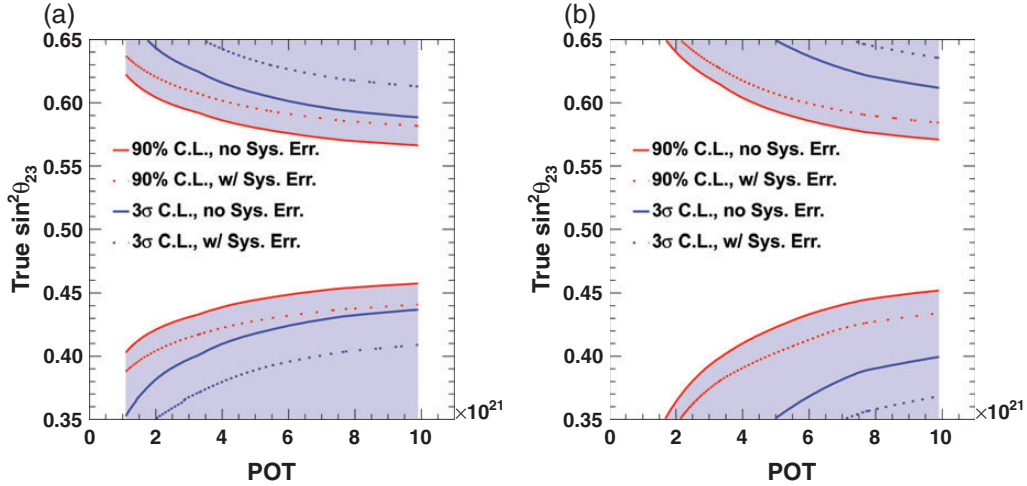 (a)
True sin²θ₂₃
0.65
0.60
0.55
0.50
0.45
0.40
0.35
90% C.L., no Sys. Err.
90% C.L., w/ Sys. Err.
3σ C.L., no Sys. Err.
3σ C.L., w/ Sys. Err.
0 2 4 6 8 10
×10²¹
POT
(b)
True sin²θ₂₃
0.65
0.60
0.55
0.50
0.45
0.40
0.35
90% C.L., no Sys. Err.
90% C.L., w/ Sys. Err.
3σ C.L., no Sys. Err.
3σ C.L., w/ Sys. Err.
0 2 4 6 8 10
×10²¹
POT